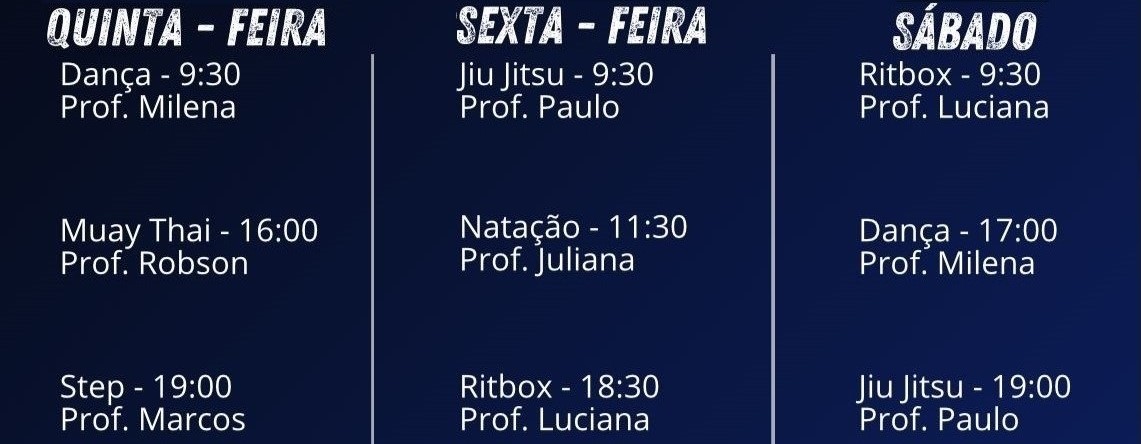 QUINTA - FEIRA
Dança - 9:30
Prof. Milena
Muay Thai - 16:00
Prof. Robson
Step - 19:00
Prof. Marcos
SEXTA - FEIRA
Jiu Jitsu - 9:30
Prof. Paulo
Natação - 11:30
Prof. Juliana
Ritbox - 18:30
Prof. Luciana
SÁBADO
Ritbox - 9:30
Prof. Luciana
Dança - 17:00
Prof. Milena
Jiu Jitsu - 19:00
Prof. Paulo